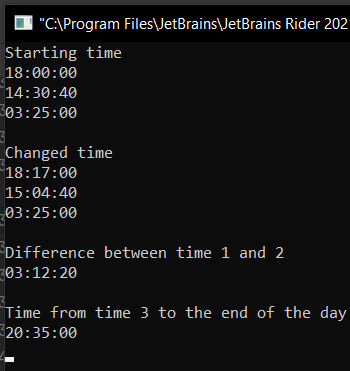 "C:\Program Files\JetBrains\JetBrains Rider 202
Starting time
18:00:00
14:30:40
03:25:00
Changed time
18:17:00
15:04:40
03:25:00
Difference between time 1 and 2
03:12:20
Time from time 3 to the end of the day
20:35:00